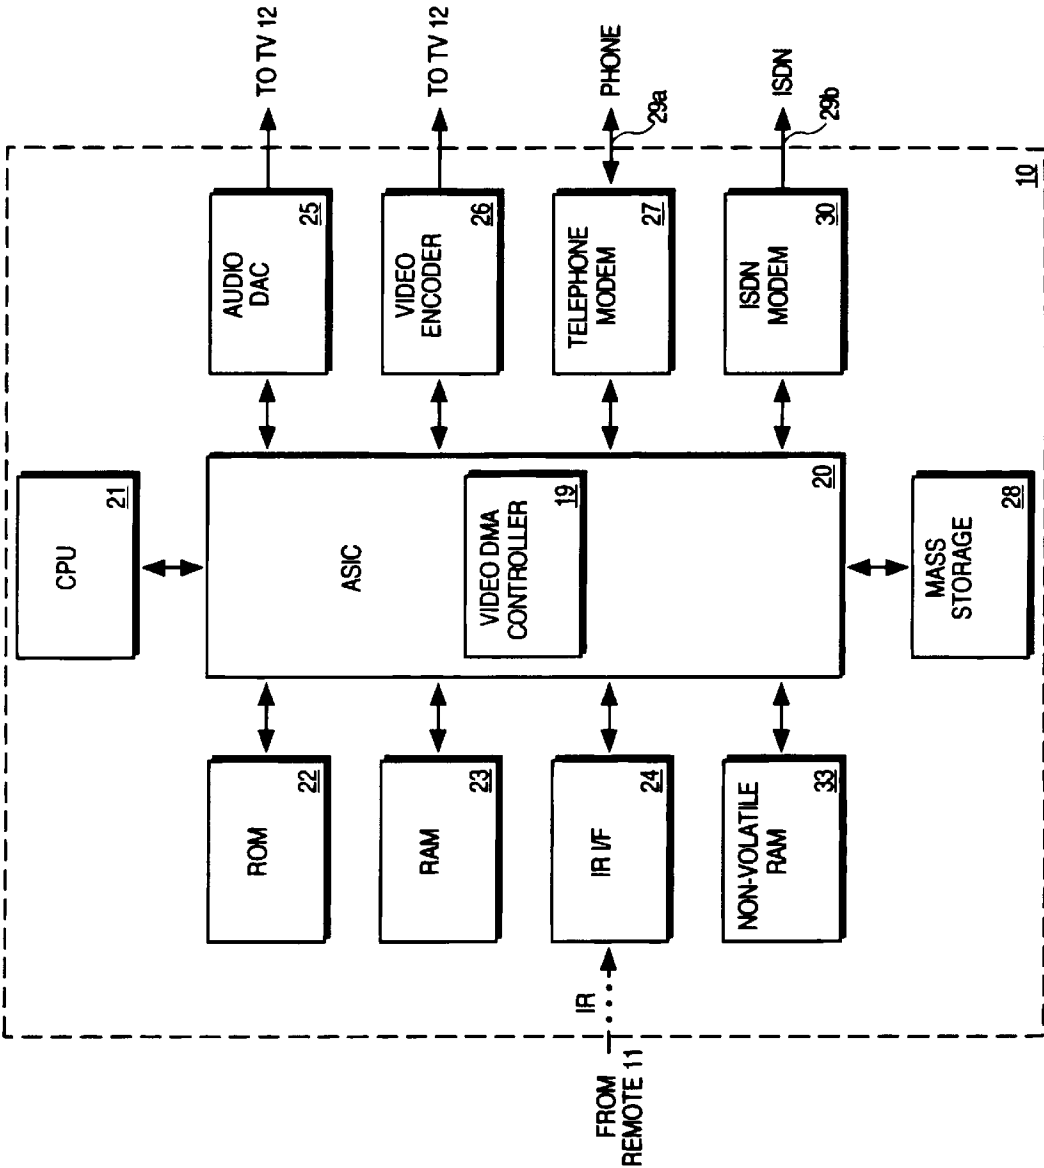 TO TV 12
TO TV 12
PHONE
29a
ISDN
29b
AUDIO
DAC
25
VIDEO
ENCODER
26
TELEPHONE
MODEM
27
ISDN
MODEM
30
10
CPU
21
ASIC
VIDEO DMA
CONTROLLER
19
20
MASS
STORAGE
28
ROM
22
RAM
23
IR I/F
24
NON-VOLATILE
RAM
33
IR
FROM
REMOTE 11